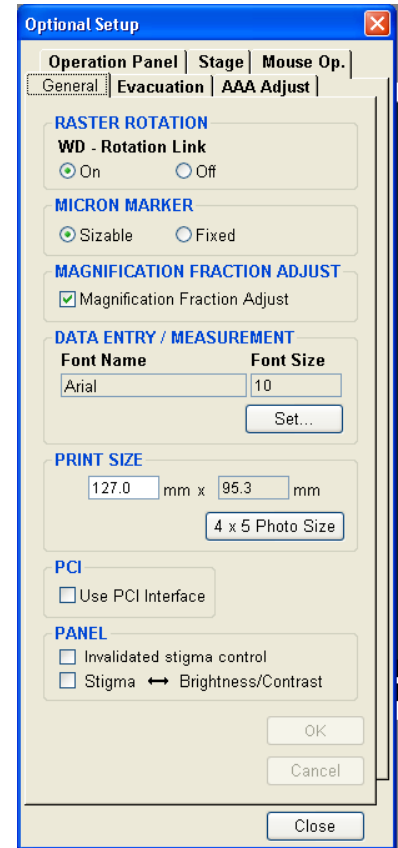 Optional Setup
Operation Panel Stage Mouse Op.
General Evacuation AAA Adjust
RASTER ROTATION
WD - Rotation Link
On Off
MICRON MARKER
Sizable Fixed
MAGNIFICATION FRACTION ADJUST
Magnification Fraction Adjust
DATA ENTRY / MEASUREMENT
Font Name Font Size
Arial 10
Set...
PRINT SIZE
127.0 mm x 95.3 mm
4 x 5 Photo Size
PCI
Use PCI Interface
PANEL
Invalidated stigma control
Stigma ↔ Brightness/Contrast
OK
Cancel
Close